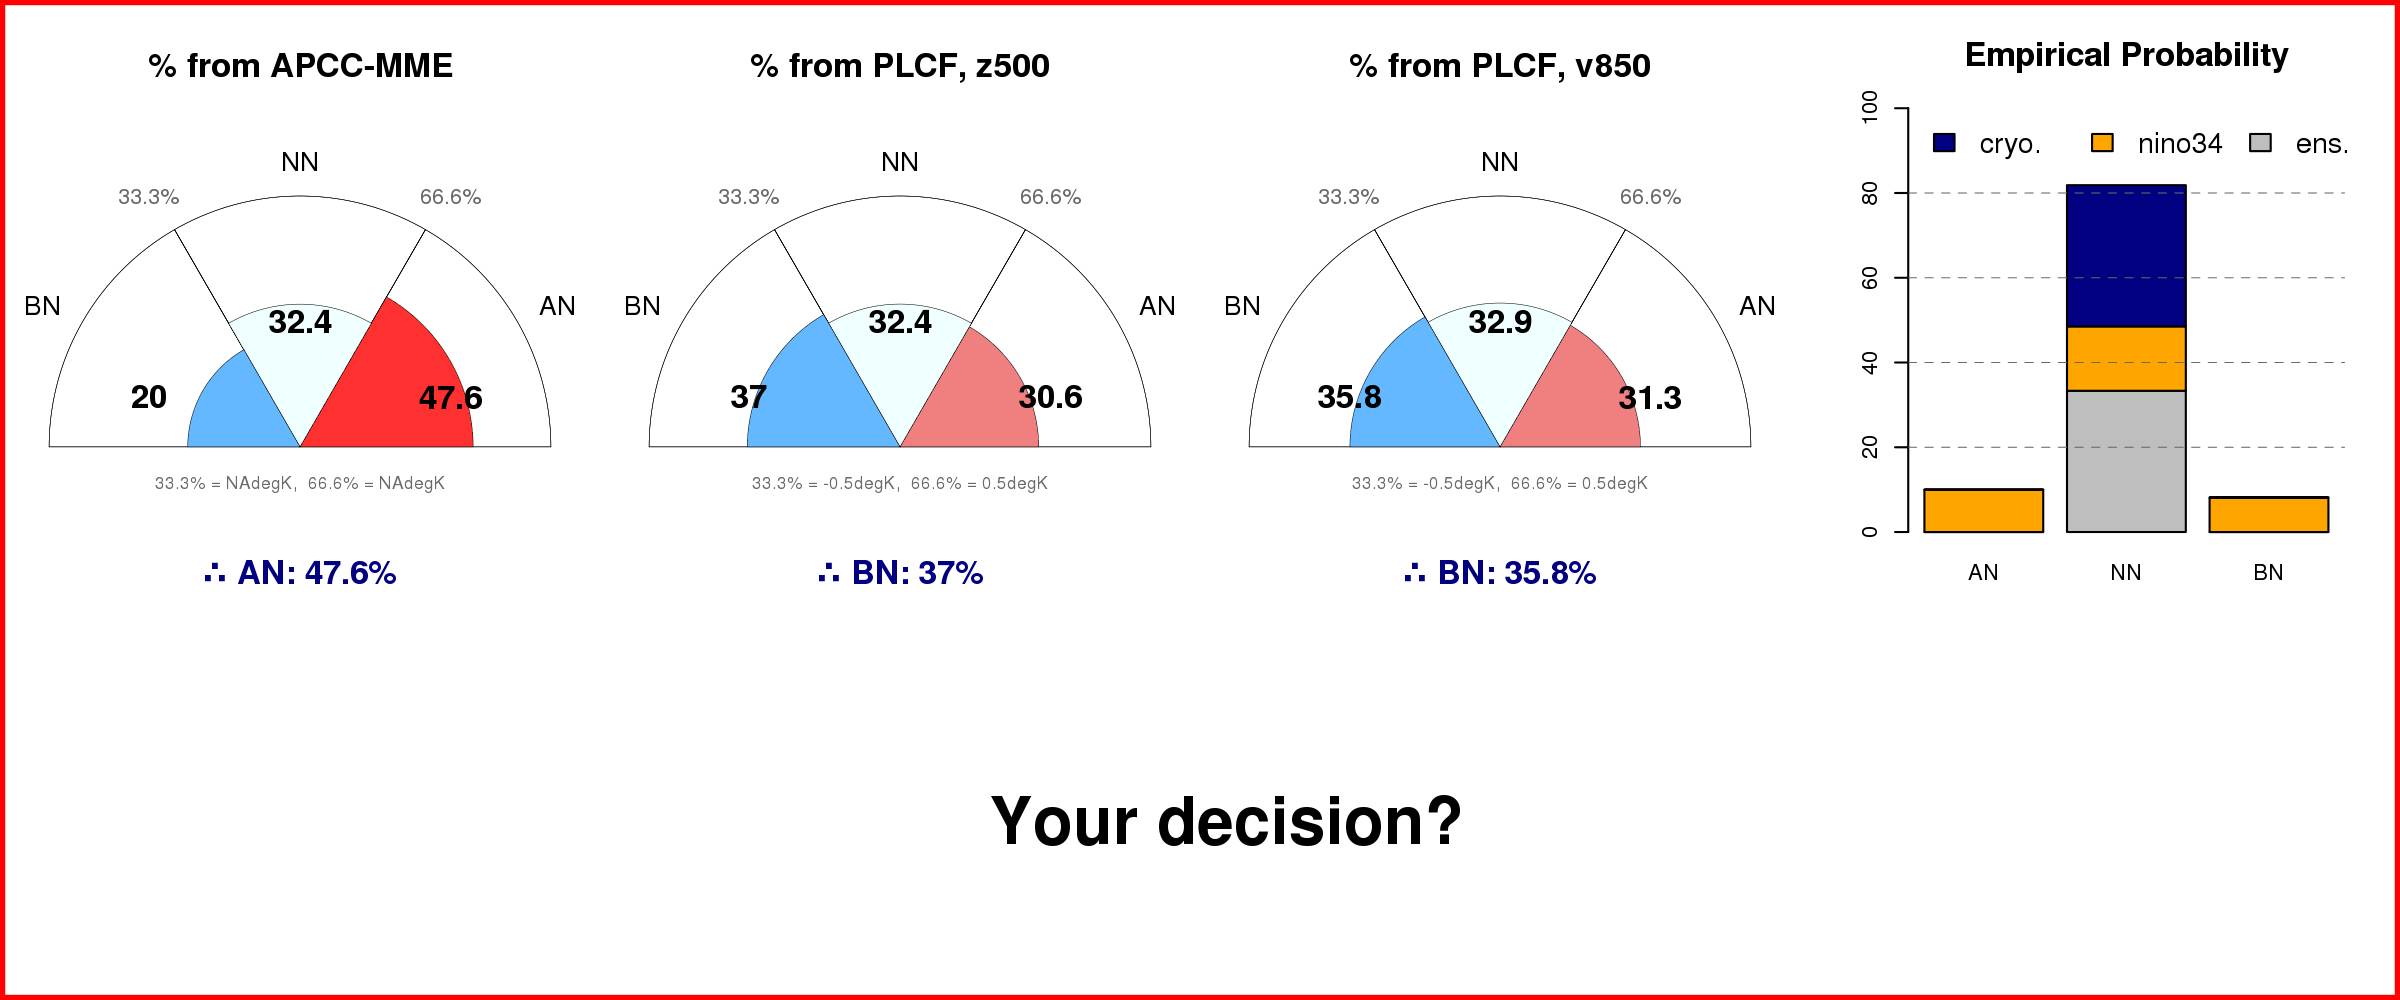 % from APCC-MME
NN
33.3%
66.6%
BN
AN
32.4
20
47.6
33.3% = NAdegK, 66.6% = NAdegK
∴ AN: 47.6%
% from PLCF, z500
NN
33.3%
66.6%
BN
AN
32.4
37
30.6
33.3% = -0.5degK, 66.6% = 0.5degK
∴ BN: 37%
% from PLCF, v850
NN
33.3%
66.6%
BN
AN
32.9
35.8
31.3
33.3% = -0.5degK, 66.6% = 0.5degK
∴ BN: 35.8%
Empirical Probability
cryo. nino34 ens.
100
80
60
40
20
0
AN NN BN
Your decision?